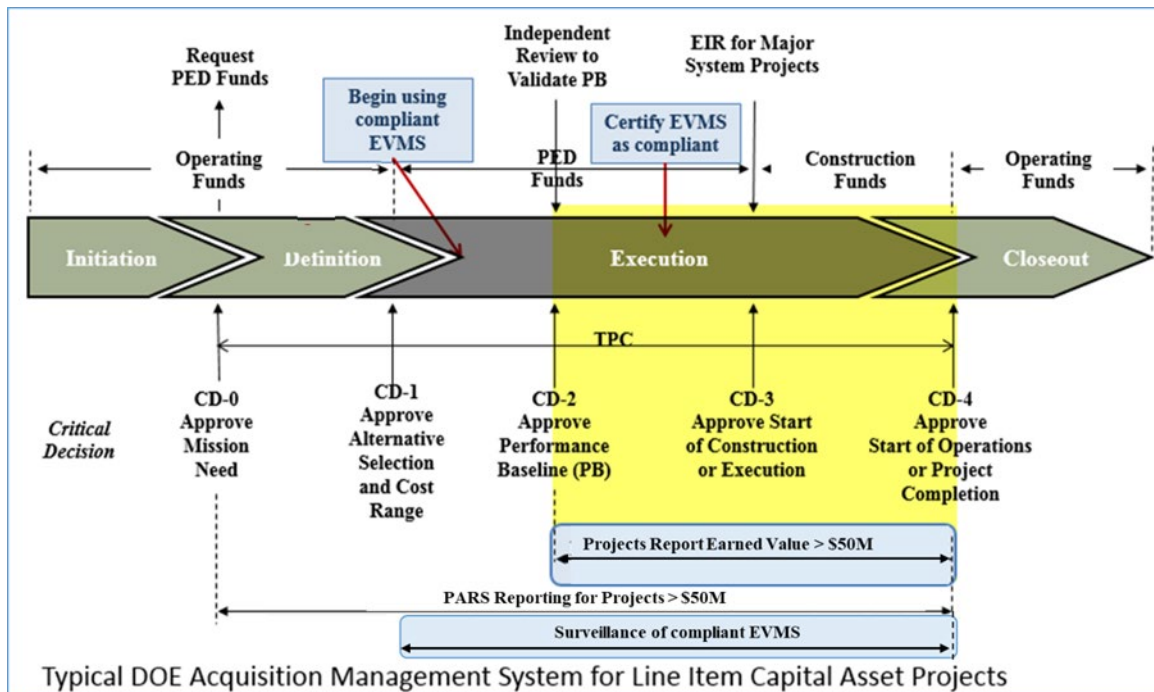 Request
PED Funds
Independent
Review to
Validate PB
EIR for Major
System Projects
Begin using
compliant
EVMS
Certify EVMS
as compliant
Operating
Funds
PED
Funds
Construction
Funds
Operating
Funds
Initiation
Definition
Execution
Closeout
TPC
Critical
Decision
CD-0
Approve
Mission
Need
CD-1
Approve
Alternative
Selection
and Cost
Range
CD-2
Approve
Performance
Baseline (PB)
CD-3
Approve Start
of Construction
or Execution
CD-4
Approve
Start of Operations
or Project
Completion
Projects Report Earned Value > $50M
PARS Reporting for Projects > $50M
Surveillance of compliant EVMS
Typical DOE Acquisition Management System for Line Item Capital Asset Projects